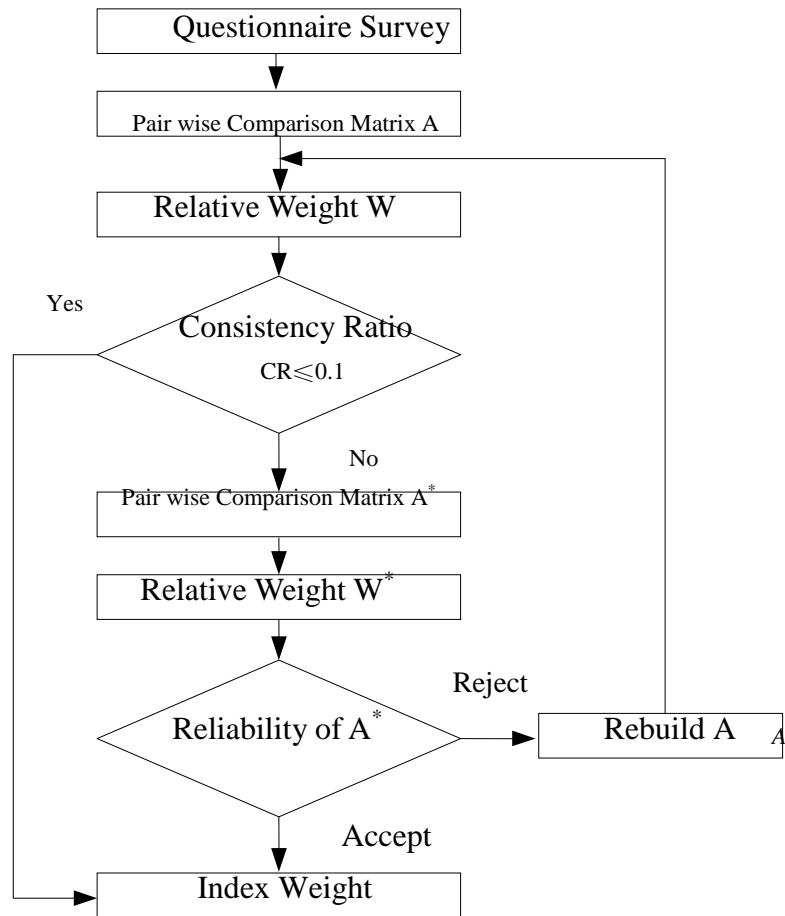 Questionnaire Survey
Pair wise Comparison Matrix A
Relative Weight W
Yes
Consistency Ratio
CR≤0.1
No
Pair wise Comparison Matrix A*
Relative Weight W*
Reject
Reliability of A*
Rebuild A A
Accept
Index Weight